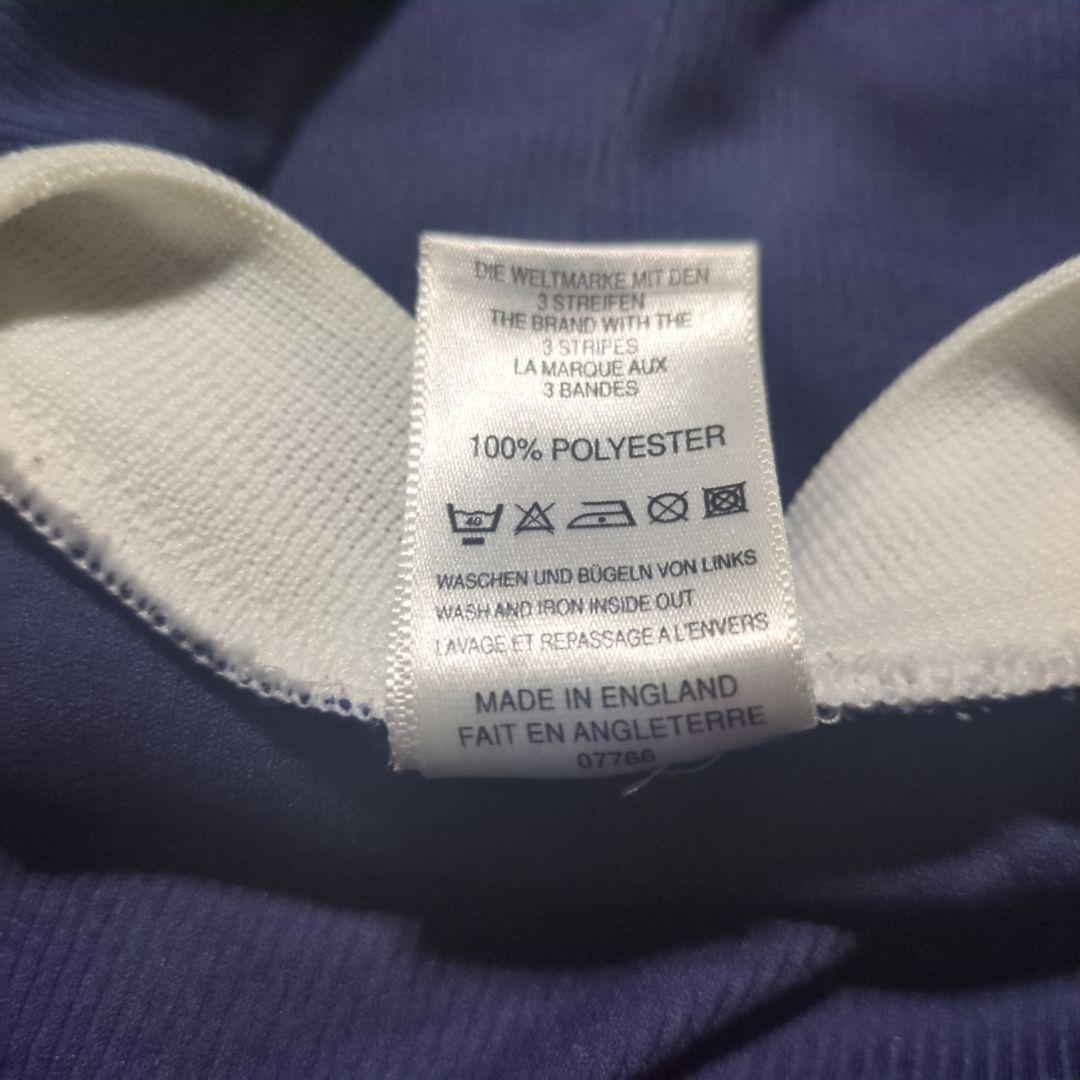 DIE WELTMARKE MIT DEN
3 STREIFEN
THE BRAND WITH THE
3 STRIPES
LA MARQUE AUX
3 BANDES
100% POLYESTER
40
WASCHEN UND BÜGELN VON LINKS
WASH AND IRON INSIDE OUT
LAVAGE ET REPASSAGE A L'ENVERS
MADE IN ENGLAND
FAIT EN ANGLETERRE
07766